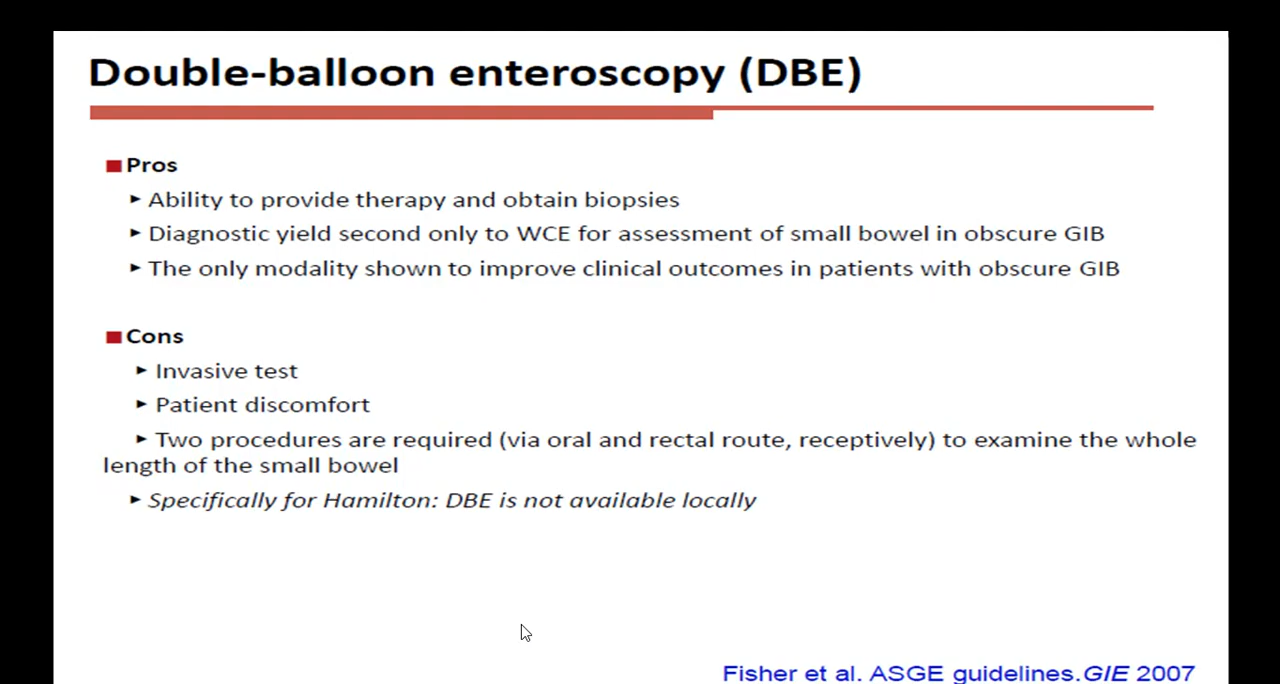 Double-balloon enteroscopy (DBE)
Pros
Ability to provide therapy and obtain biopsies
Diagnostic yield second only to WCE for assessment of small bowel in obscure GIB
The only modality shown to improve clinical outcomes in patients with obscure GIB
Cons
Invasive test
Patient discomfort
Two procedures are required (via oral and rectal route, receptively) to examine the whole
length of the small bowel
Specifically for Hamilton: DBE is not available locally
Fisher et al. ASGE guidelines.GIE 2007